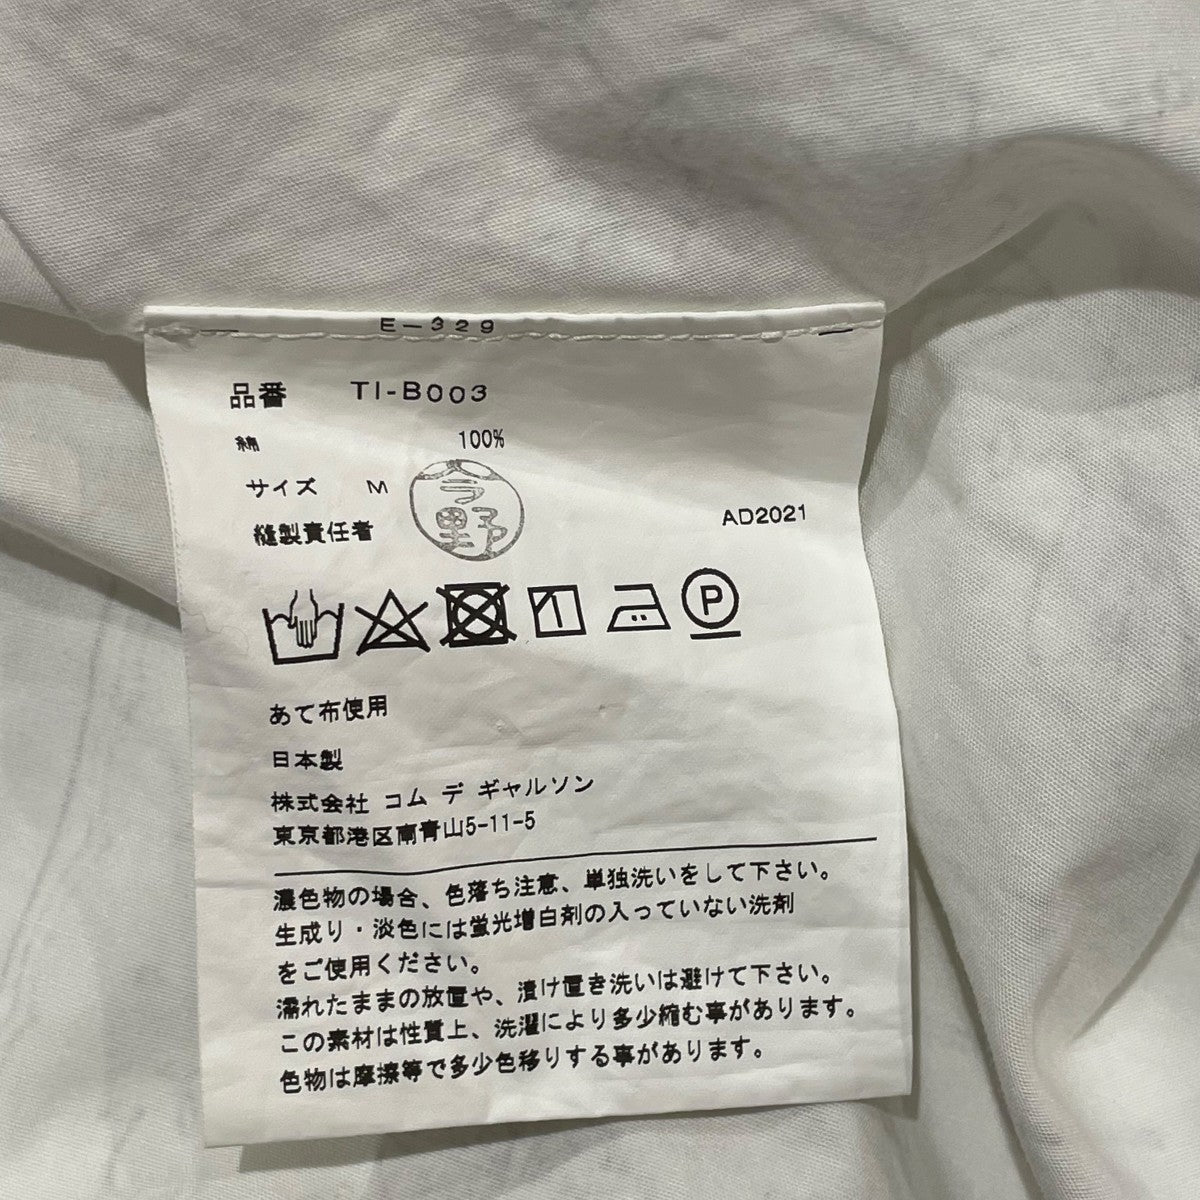 E-329
品番 TI-B003
綿 100%
サイズ M
今野
縫製責任者
AD2021
P
あて布使用
日本製
株式会社 コム デ ギャルソン
東京都港区南青山5-11-5
濃色物の場合、色落ち注意、単独洗いをして下さい。
生成り・淡色には蛍光増白剤の入っていない洗剤
をご使用ください。
濡れたままの放置や、漬け置き洗いは避けて下さい。
この素材は性質上、洗濯により多少縮む事があります。
色物は摩擦等で多少色移りする事があります。